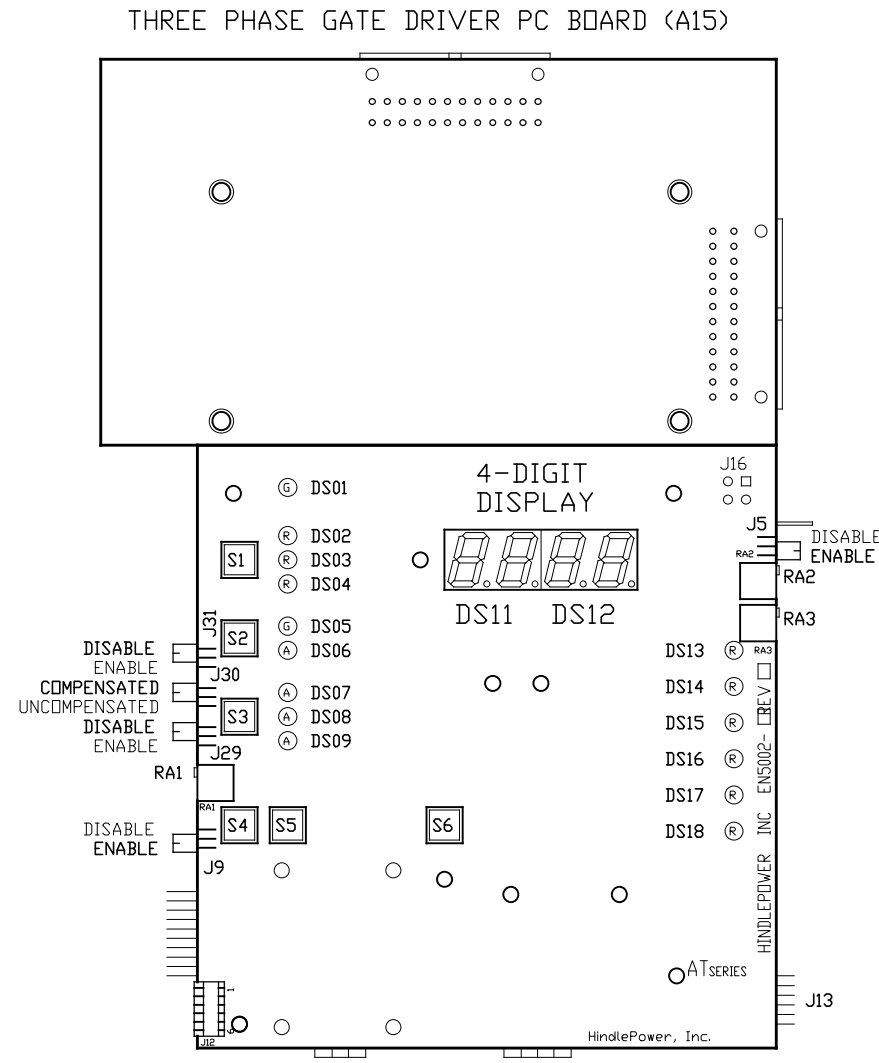 THREE PHASE GATE DRIVER PC BOARD (A15)
J16
4-DIGIT
DISPLAY
G DS01
R DS02
R DS03
R DS04
S1
J5
DISABLE
ENABLE
RA2
RA2
RA3
RA3
DS11 DS12
J31
S2
G DS05
A DS06
DISABLE
ENABLE
J30
COMPENSATED
UNCOMPENSATED
DISABLE
ENABLE
S3
A DS07
A DS08
A DS09
J29
RA1
RA1
DS13 R
DS14 R
DS15 R
DS16 R
DS17 R
DS18 R
HINDLEPOWER INC EN5002- REV
S4 S5 S6
DISABLE
ENABLE
J9
ATSERIES
J13
1
6
J12
HindlePower, Inc.